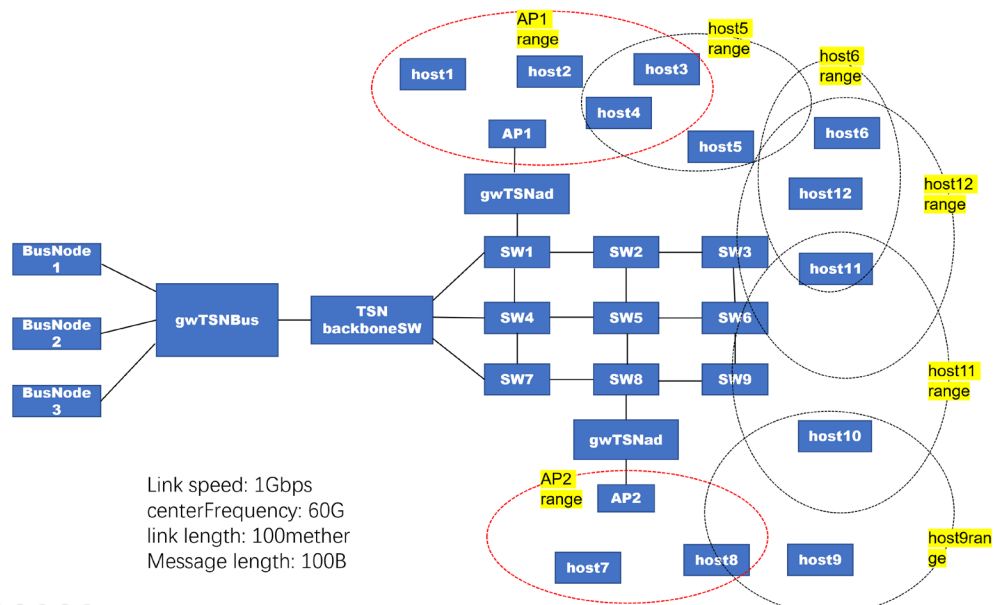 AP1
range
host5
range
host6
range
host1
host2
host3
host4
AP1
host5
host6
gwTSNad
host12
host12
range
SW1
SW2
SW3
host11
BusNode
1
gwTSNBus
TSN
backboneSW
SW4
SW5
SW6
BusNode
2
SW7
SW8
SW9
host11
range
BusNode
3
gwTSNad
host10
AP2
range
AP2
Link speed: 1Gbps
centerFrequency: 60G
link length: 100mether
Message length: 100B
host7
host8
host9
host9ran
ge